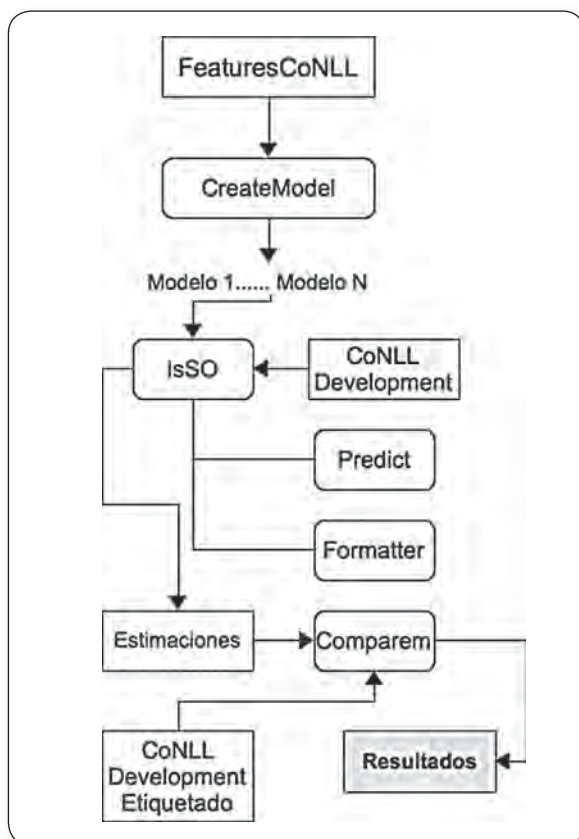 FeaturesCoNLL
CreateModel
Modelo 1...... Modelo N
IsSO
CoNLL
Development
Predict
Formatter
Estimaciones
Comparem
CoNLL
Development
Etiquetado
Resultados